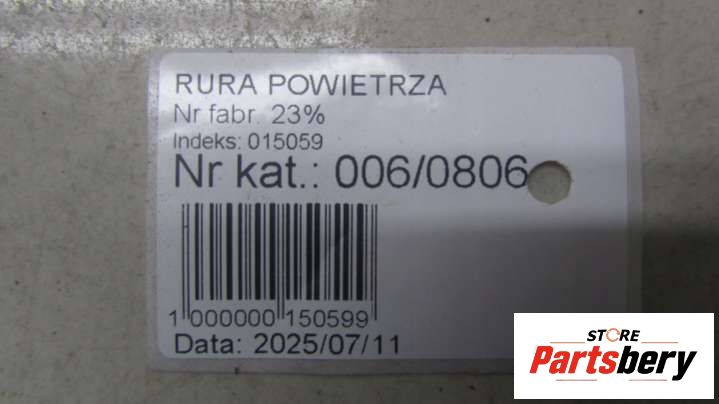 RURA POWIETRZA
Nr fabr. 23%
Indeks: 015059
Nr kat.: 006/0806
1 000000 150599
Data: 2025/07/11
STORE
Partsbery